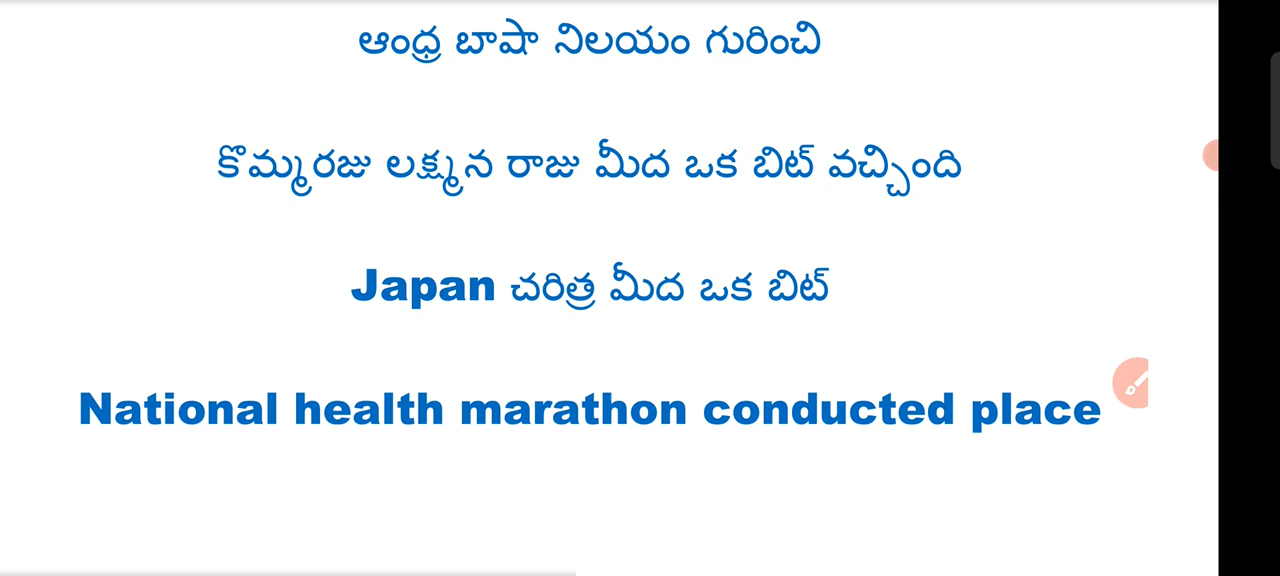 ఆంధ్ర బాషా నిలయం గురించి
కొమ్మరజు లక్ష్మన రాజు మీద ఒక బిట్ వచ్చింది
Japan చరిత్ర మీద ఒక బిట్
National health marathon conducted place